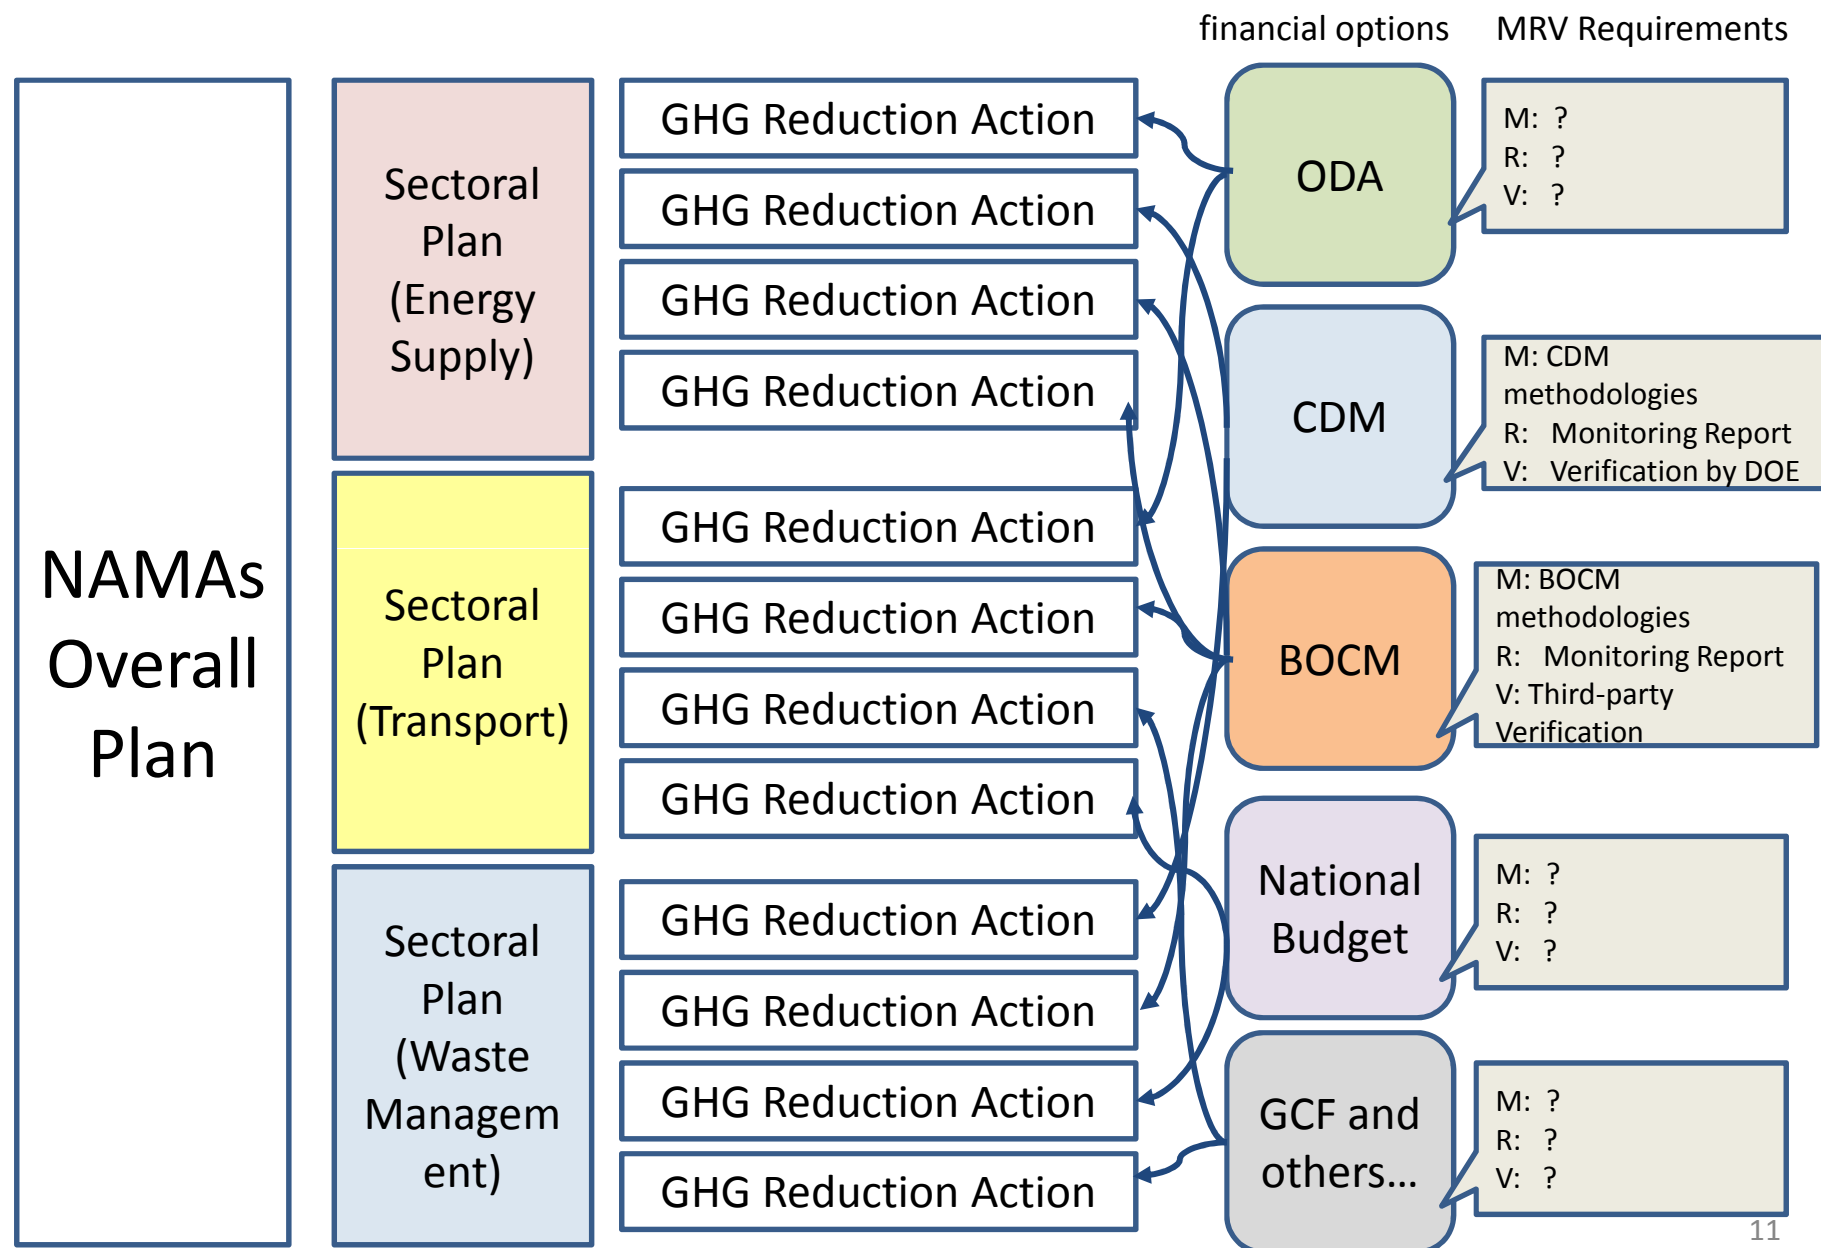 financial options
MRV Requirements
NAMAs
Overall
Plan
Sectoral
Plan
(Energy
Supply)
GHG Reduction Action
GHG Reduction Action
GHG Reduction Action
GHG Reduction Action
Sectoral
Plan
(Transport)
GHG Reduction Action
GHG Reduction Action
GHG Reduction Action
GHG Reduction Action
Sectoral
Plan
(Waste
Managem
ent)
GHG Reduction Action
GHG Reduction Action
GHG Reduction Action
GHG Reduction Action
ODA
M: ?
R: ?
V: ?
CDM
M: CDM
methodologies
R: Monitoring Report
V: Verification by DOE
BOCM
M: BOCM
methodologies
R: Monitoring Report
V: Third-party
Verification
National
Budget
M: ?
R: ?
V: ?
GCF and
others...
M: ?
R: ?
V: ?
11